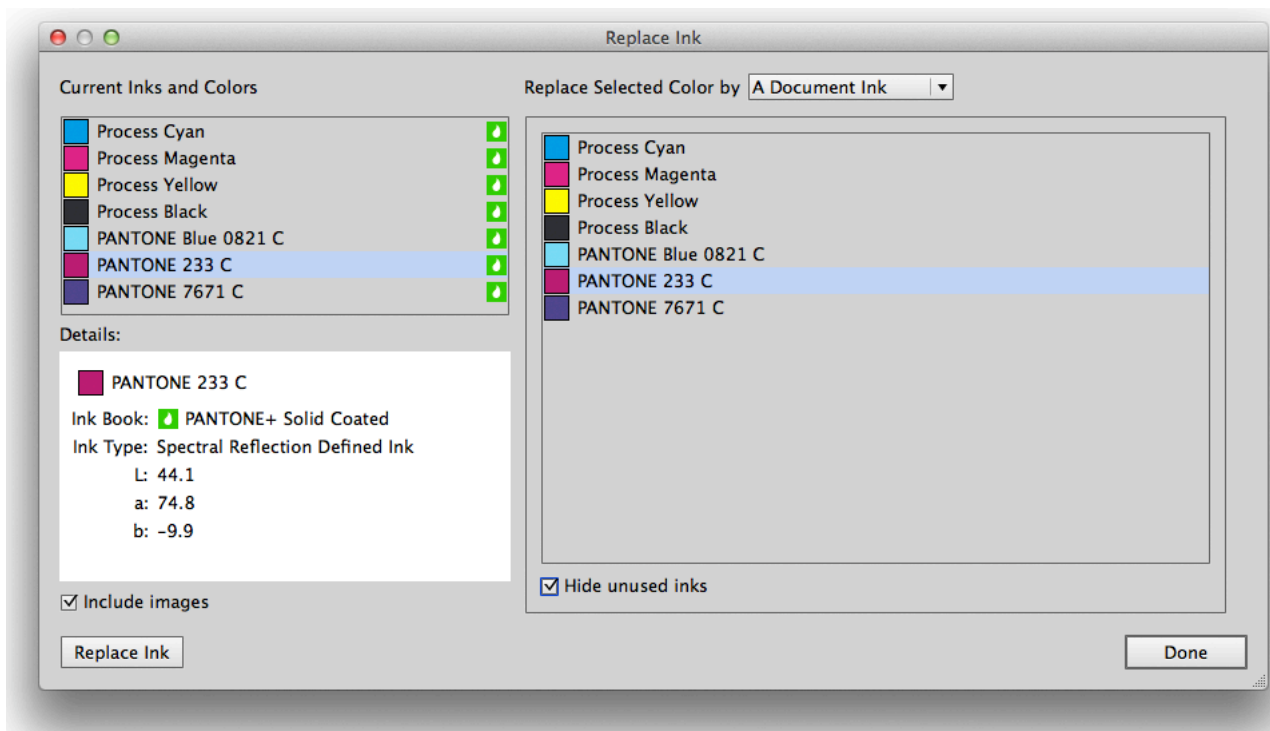 Replace Ink
Current Inks and Colors
Process Cyan
Process Magenta
Process Yellow
Process Black
PANTONE Blue 0821 C
PANTONE 233 C
PANTONE 7671 C
Details:
PANTONE 233 C
Ink Book: PANTONE+ Solid Coated
Ink Type: Spectral Reflection Defined Ink
L: 44.1
a: 74.8
b: -9.9
Include images
Replace Ink
Replace Selected Color by A Document Ink
Process Cyan
Process Magenta
Process Yellow
Process Black
PANTONE Blue 0821 C
PANTONE 233 C
PANTONE 7671 C
Hide unused inks
Done